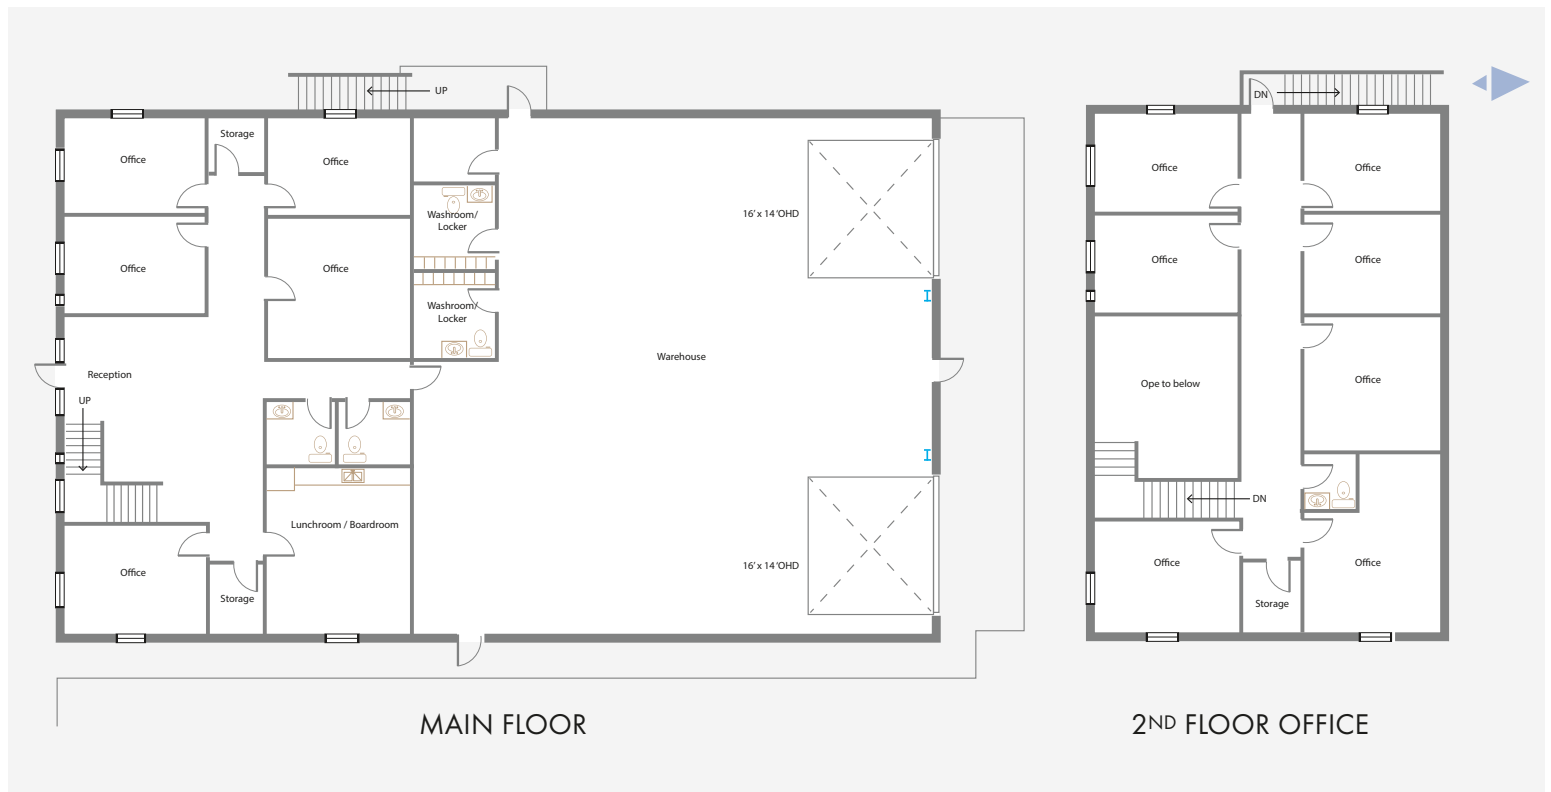 UP
Storage
Office
Office
Washroom/
Locker
16' x 14 'OHD
Office
Office
Washroom/
Locker
Warehouse
Reception
UP
Lunchroom / Boardroom
16' x 14 'OHD
Office
Storage
MAIN FLOOR
DN
Office
Office
Office
Office
Ope to below
Office
DN
Office
Office
Storage
2ND FLOOR OFFICE